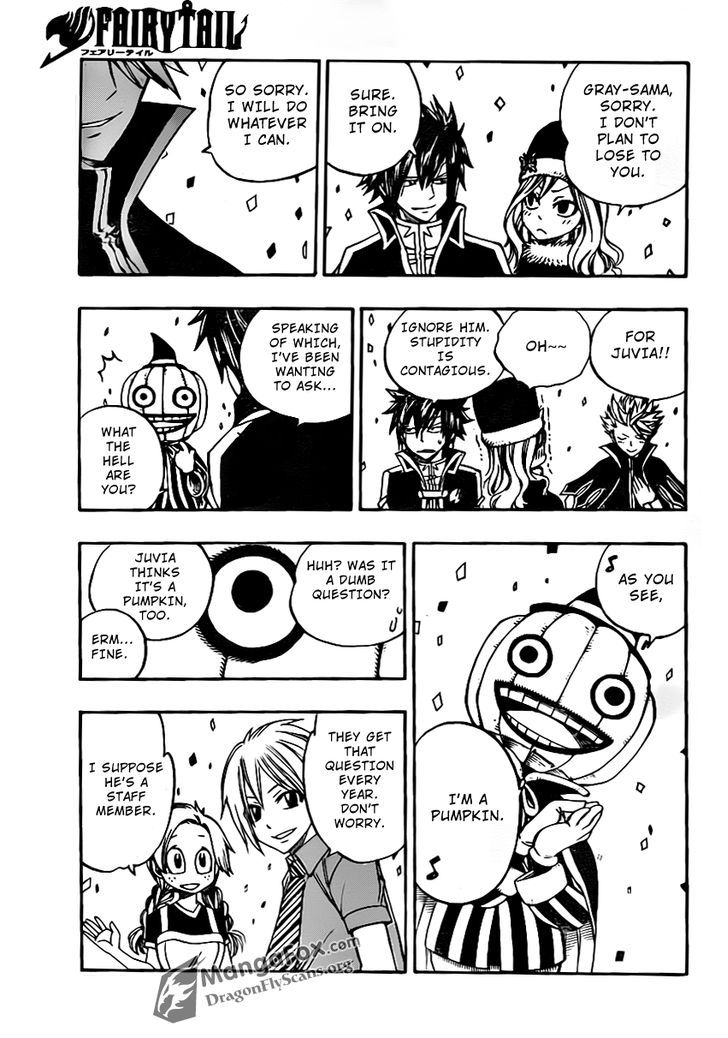 FAIRY TAIL
フェアリーテイル
GRAY-SAMA,
SORRY.
I DON'T
PLAN TO
LOSE TO
YOU.
SURE.
BRING
IT ON.
SO SORRY.
I WILL DO
WHATEVER
I CAN.
FOR
JUVIA!!
OH~~
IGNORE HIM.
STUPIDITY
IS
CONTAGIOUS.
SPEAKING
OF WHICH,
I'VE BEEN
WANTING
TO ASK...
WHAT
THE
HELL
ARE
YOU?
AS YOU
SEE,
I'M A
PUMPKIN.
HUH? WAS IT
A DUMB
QUESTION?
JUVIA
THINKS
IT'S A
PUMPKIN,
TOO.
ERM...
FINE.
THEY GET
THAT
QUESTION
EVERY
YEAR.
DON'T
WORRY.
I SUPPOSE
HE'S A
STAFF
MEMBER.
MangaFox.com
DragonFlyScans.org